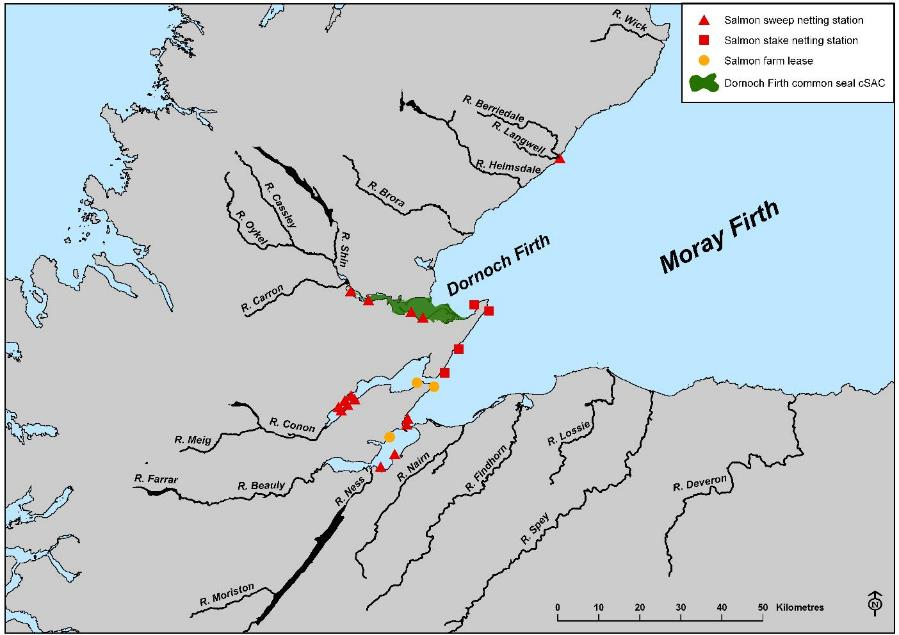 R. Wick
Salmon sweep netting station
Salmon stake netting station
Salmon farm lease
Dornoch Firth common seal cSAC
R. Berriedale
R. Langwell
R. Helmsdale
R. Brora
R. Cassley
R. Oykel
R. Shin
R. Carron
Dornoch Firth
Moray Firth
R. Conon
R. Meig
R. Farrar
R. Beauly
R. Ness
R. Nairn
R. Findhorn
R. Lossie
R. Spey
R. Deveron
R. Moriston
0 10 20 30 40 50 Kilometres
N